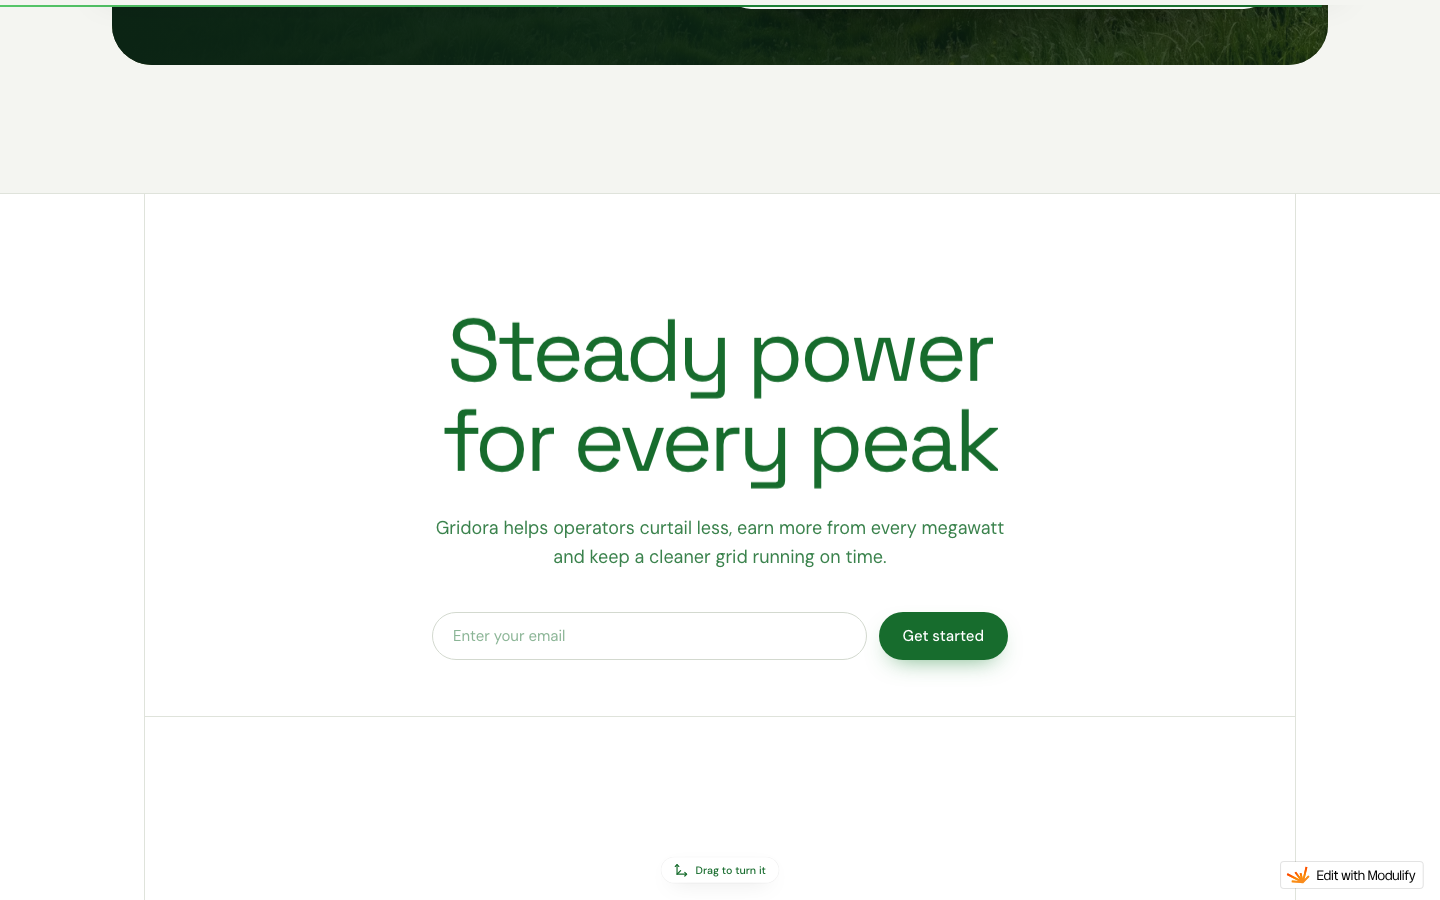 Steady power
for every peak
Gridora helps operators curtail less, earn more from every megawatt
and keep a cleaner grid running on time.
Enter your email
Get started
Drag to turn it
Edit with Modulify